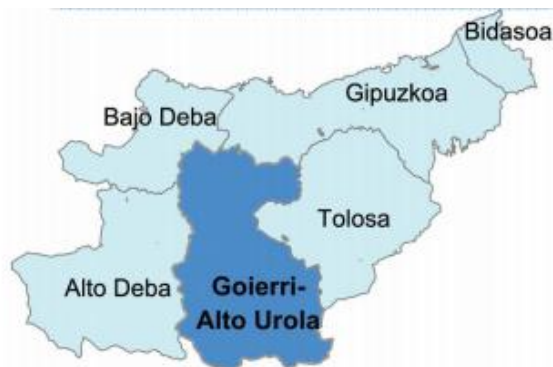 Bidasoa
Gipuzkoa
Bajo Deba
Tolosa
Alto Deba
Goierri-
Alto Urola